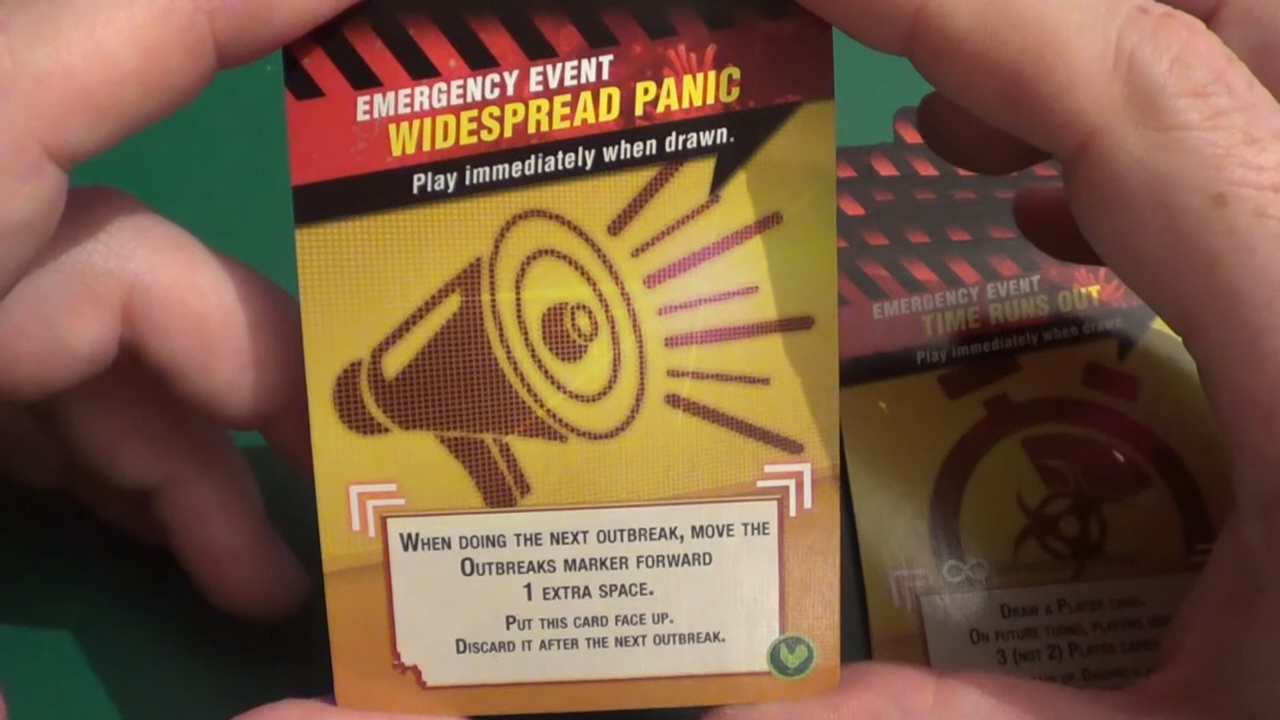 EMERGENCY EVENT
WIDESPREAD PANIC
Play immediately when drawn.
WHEN DOING THE NEXT OUTBREAK, MOVE THE
OUTBREAKS MARKER FORWARD
1 EXTRA SPACE.
PUT THIS CARD FACE UP.
DISCARD IT AFTER THE NEXT OUTBREAK.
EMERGENCY EVENT
TIME RUNS OUT
Play immediately when drawn
DRAW A PLAYER CARD.
ON FUTURE TURNS, PLAYERS
3 (NOT 2) PLAYER CARDS